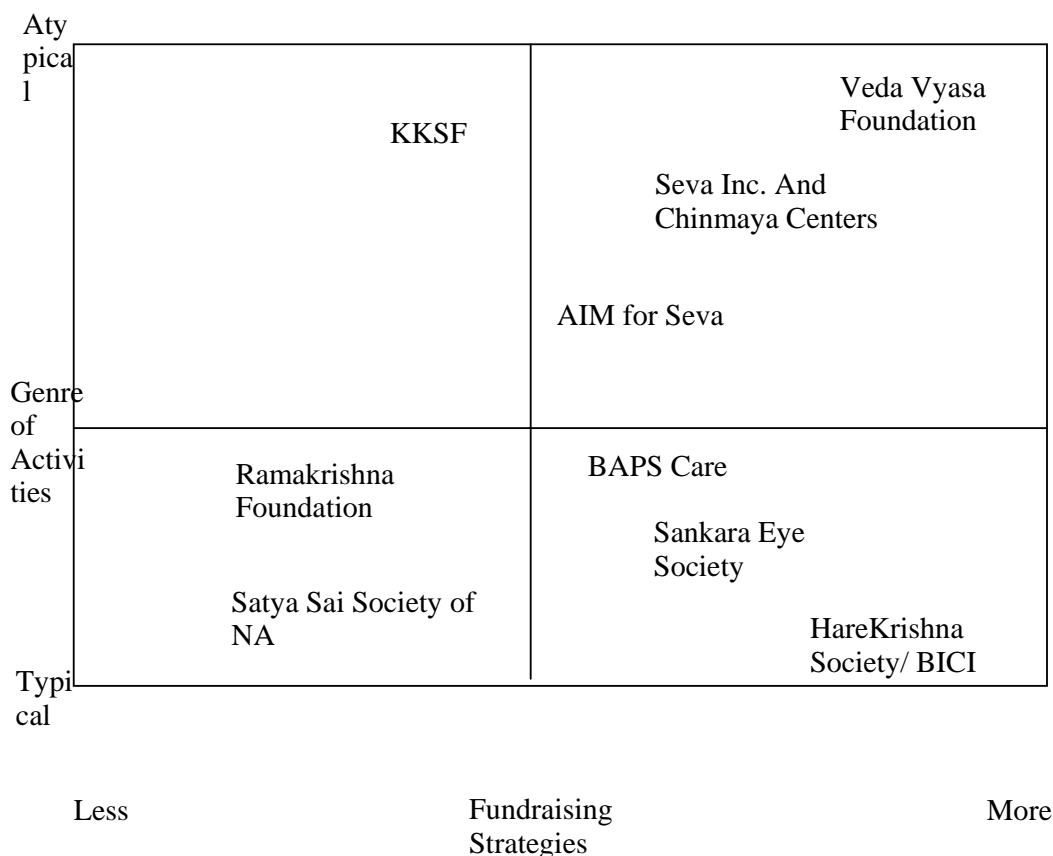 Aty
pica
l
Veda Vyasa
Foundation
KKSF
Seva Inc. And
Chinmaya Centers
AIM for Seva
Genre
of
Activi
ties
Ramakrishna
Foundation
BAPS Care
Sankara Eye
Society
Satya Sai Society of
NA
HareKrishna
Society/ BICI
Typi
cal
Less
Fundraising
Strategies
More